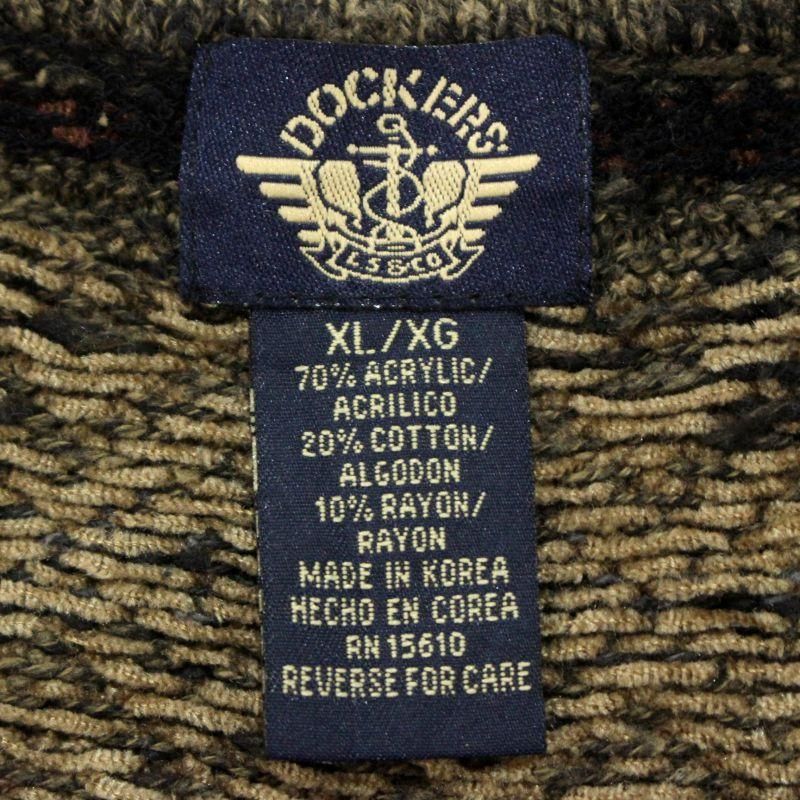 DOCKERS
L.S.&CO
XL/XG
70% ACRYLIC/
ACRILICO
20% COTTON/
ALGODON
10% RAYON/
RAYON
MADE IN KOREA
HECHO EN COREA
RN 15610
REVERSE FOR CARE